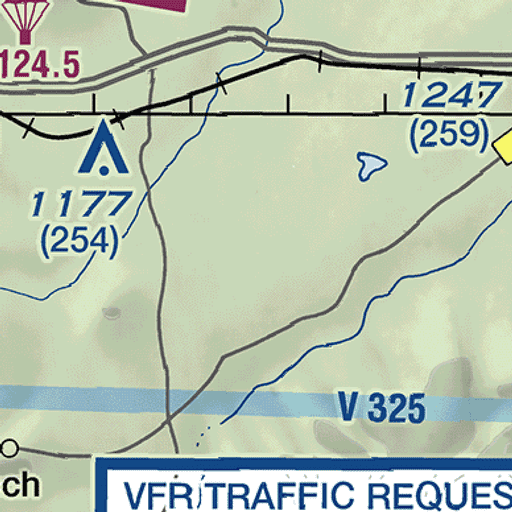 124.5
1247
(259)
1177
(254)
V 325
ch
VFR TRAFFIC REQUES